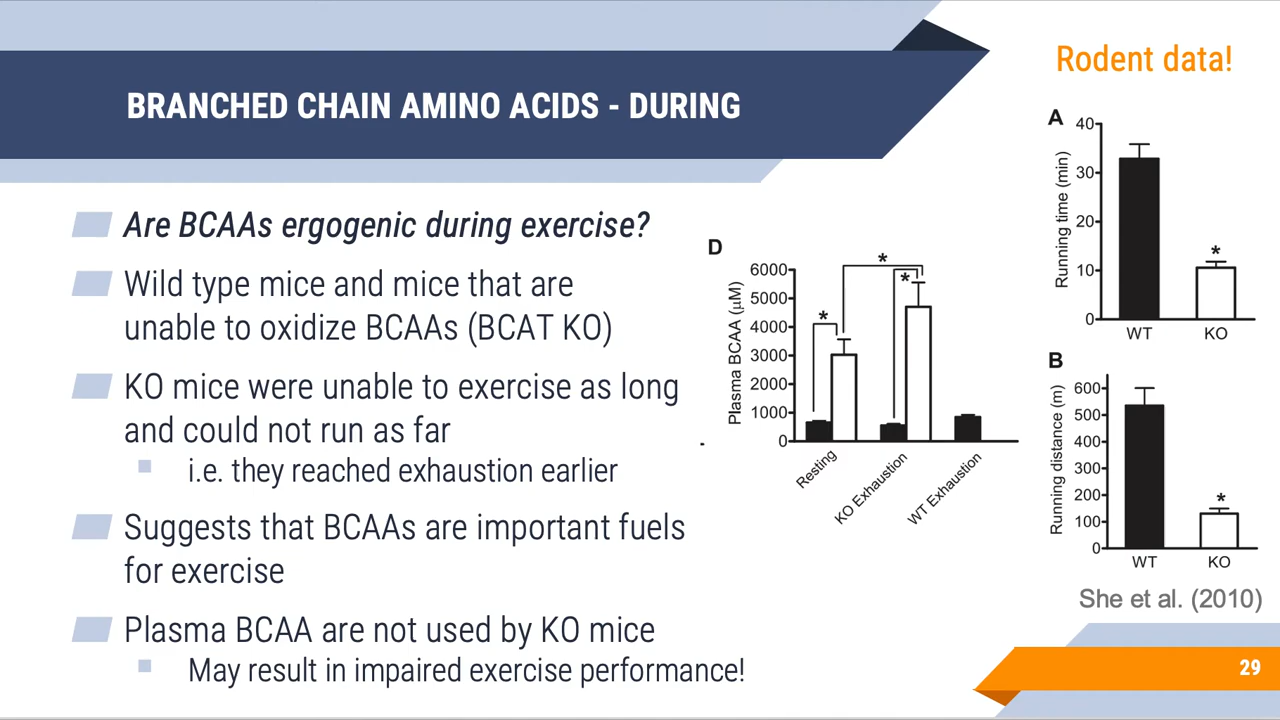 BRANCHED CHAIN AMINO ACIDS - DURING
Rodent data!
Are BCAAs ergogenic during exercise?
Wild type mice and mice that are
unable to oxidize BCAAs (BCAT KO)
KO mice were unable to exercise as long
and could not run as far
i.e. they reached exhaustion earlier
Suggests that BCAAs are important fuels
for exercise
Plasma BCAA are not used by KO mice
May result in impaired exercise performance!
D
Plasma BCAA (μM)
6000
5000
4000
3000
2000
1000
0
*
*
*
Resting
KO Exhaustion
WT Exhaustion
A
Running time (min)
40
30
20
10
0
*
WT KO
B
Running distance (m)
600
500
400
300
200
100
0
*
WT KO
She et al. (2010)
29